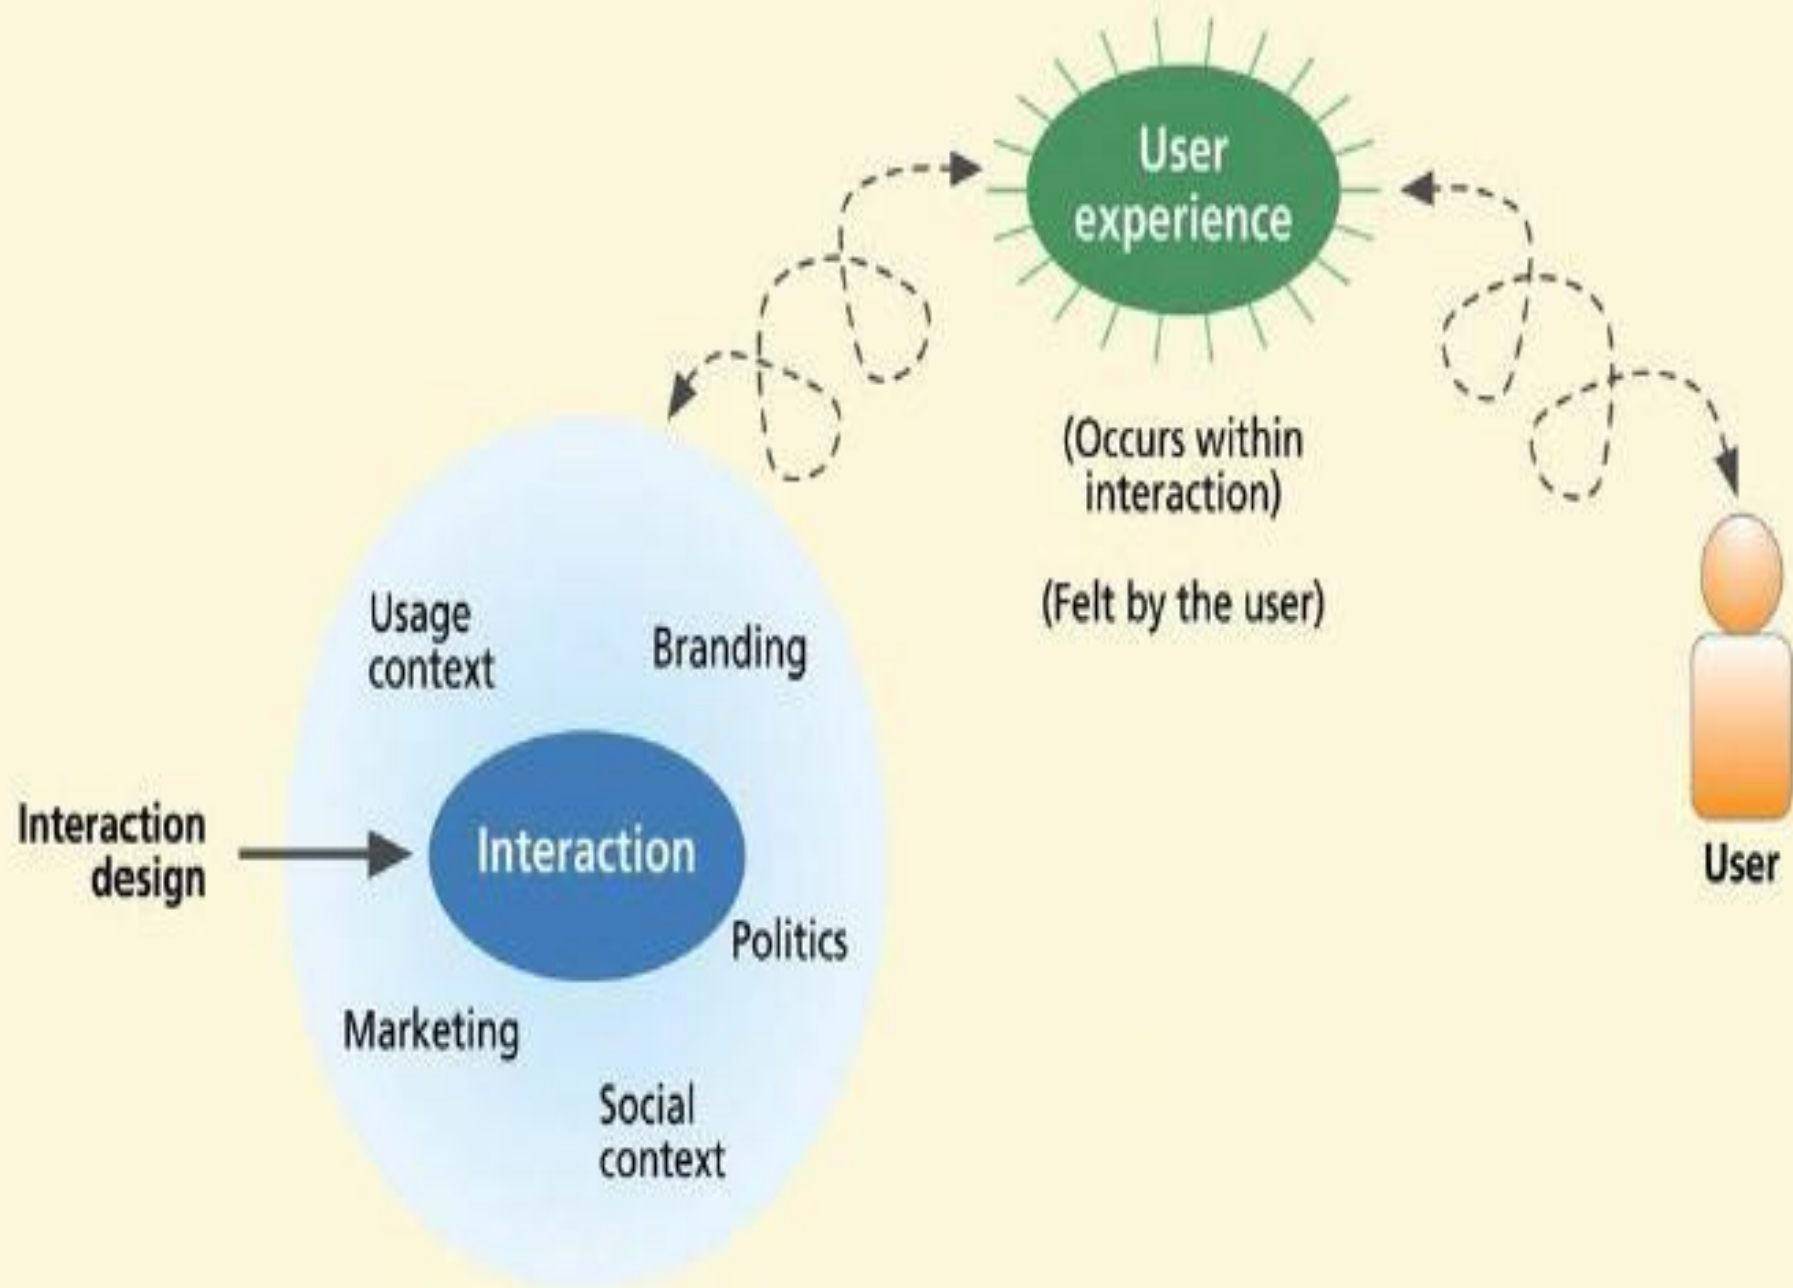 User
experience
(Occurs within
interaction)
(Felt by the user)
Usage
context
Branding
Interaction
design
Interaction
User
Politics
Marketing
Social
context